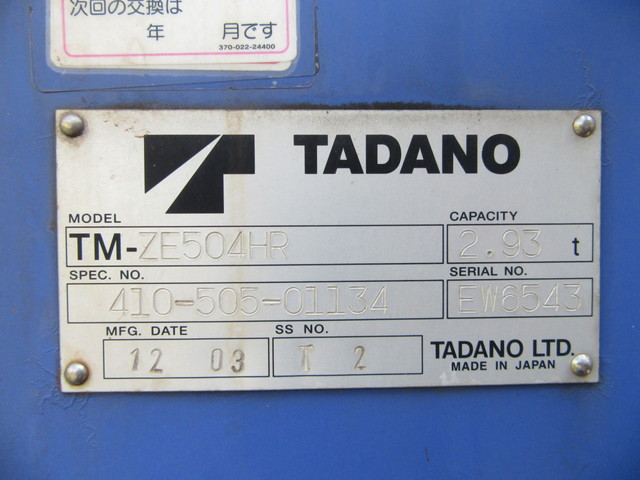 次回の交換は
年 月です
370-022-24400
TADANO
MODEL CAPACITY
TM-ZE504HR 2.93 t
SPEC. NO. SERIAL NO.
410-505-01134 EW6543
MFG. DATE SS NO.
12 03 T 2 TADANO LTD.
MADE IN JAPAN